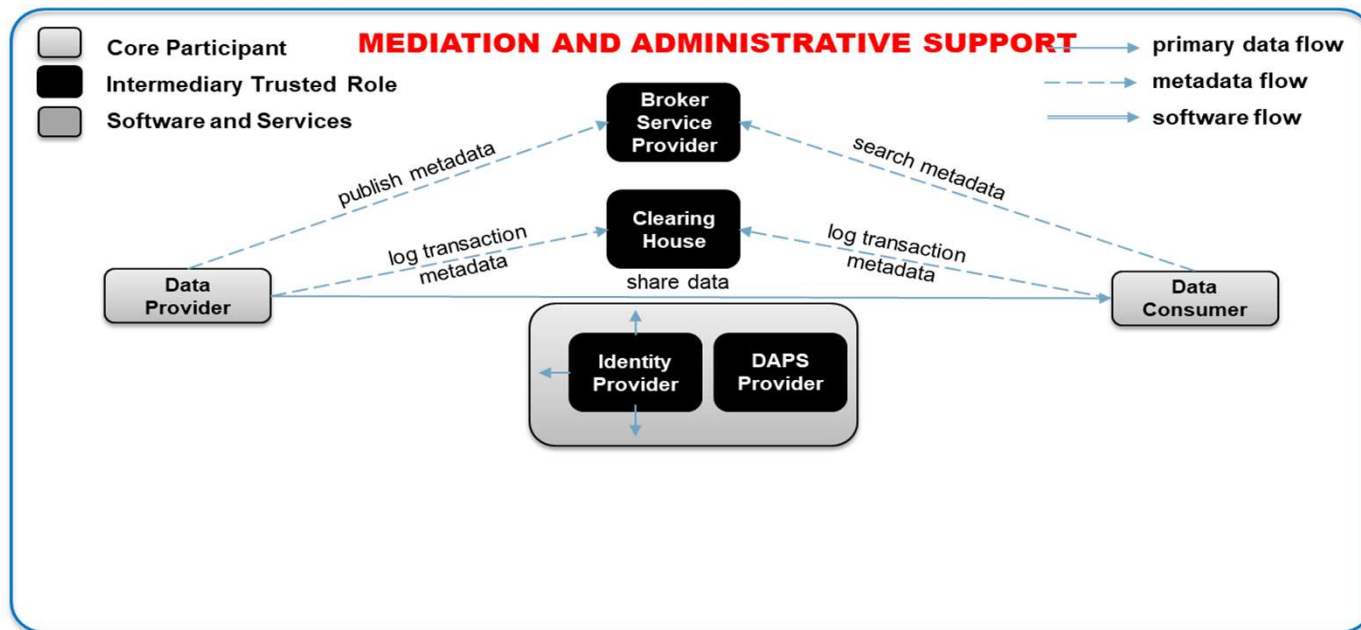 MEDIATION AND ADMINISTRATIVE SUPPORT
Core Participant
Intermediary Trusted Role
Software and Services
primary data flow
metadata flow
software flow
Broker
Service
Provider
publish metadata
search metadata
Clearing
House
log transaction
metadata
log transaction
metadata
share data
Data
Provider
Data
Consumer
Identity
Provider
DAPS
Provider